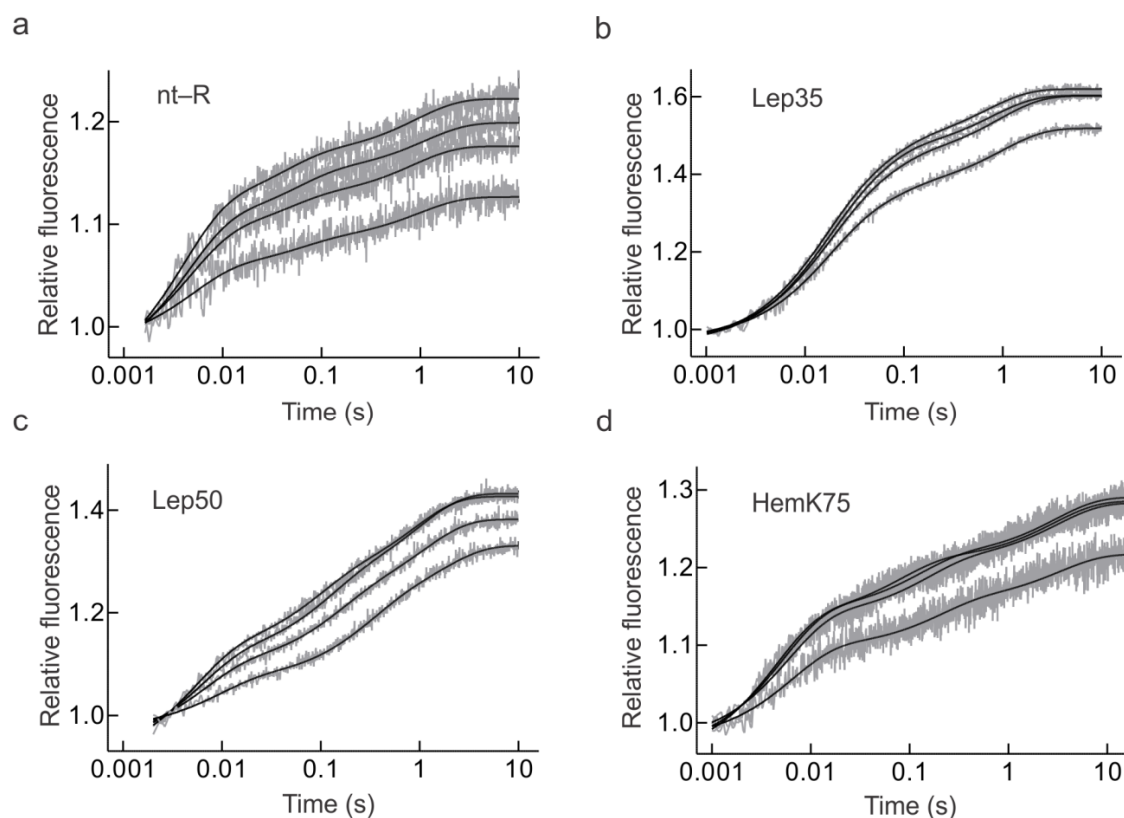 a
nt–R
Relative fluorescence
1.2
1.1
1.0
0.001 0.01 0.1 1 10
Time (s)
b
Lep35
Relative fluorescence
1.6
1.4
1.2
1.0
0.001 0.01 0.1 1 10
Time (s)
c
Lep50
Relative fluorescence
1.4
1.2
1.0
0.001 0.01 0.1 1 10
Time (s)
d
HemK75
Relative fluorescence
1.3
1.2
1.1
1.0
0.001 0.01 0.1 1 10
Time (s)